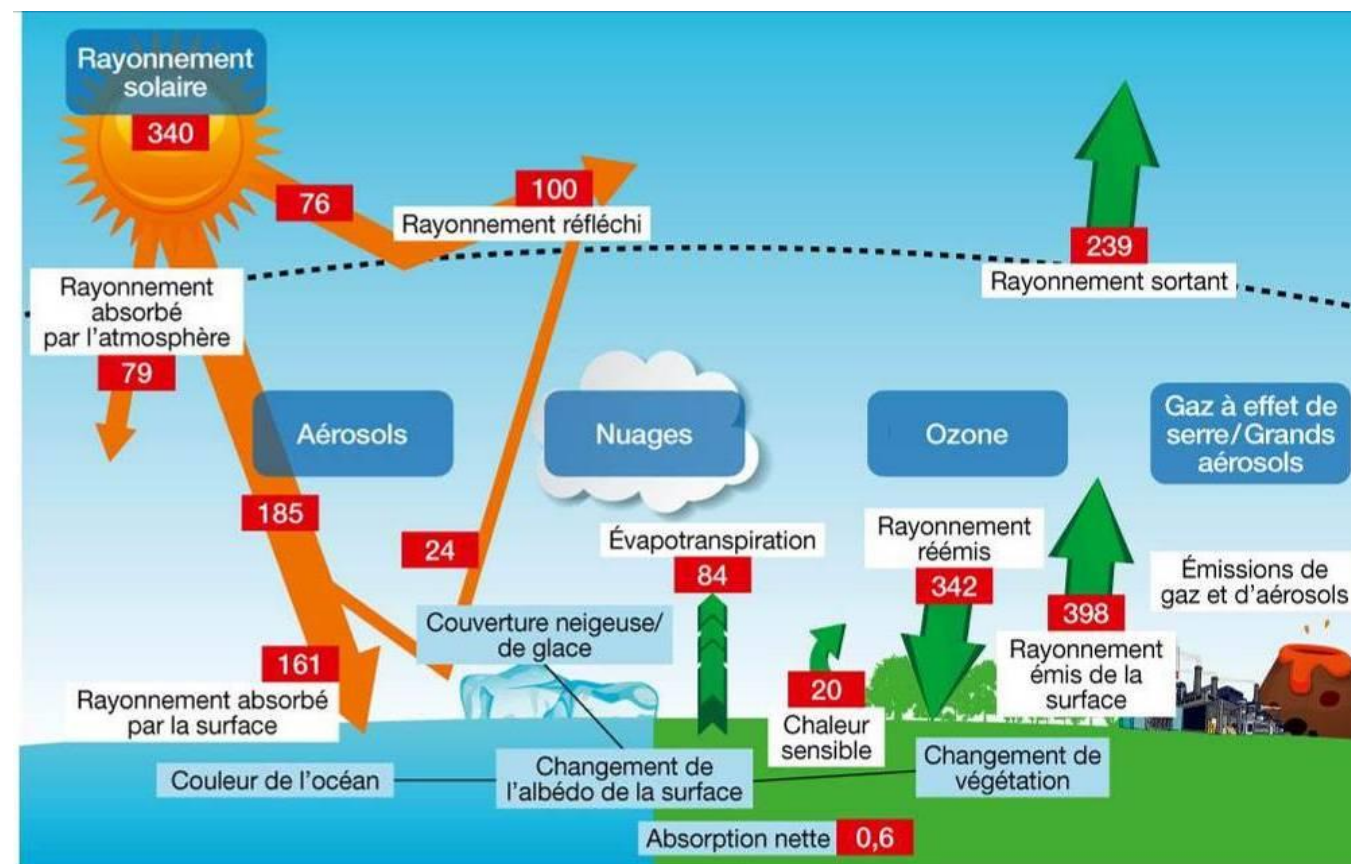 Rayonnement
solaire
340
76
100
Rayonnement réfléchi
239
Rayonnement sortant
Rayonnement
absorbé
par l'atmosphère
79
Aérosols
Nuages
Ozone
Gaz à effet de
serre/Grands
aérosols
185
24
Évapotranspiration
84
Rayonnement
réémis
342
398
Rayonnement
émis de la
surface
Émissions de
gaz et d'aérosols
Couverture neigeuse/
de glace
161
Rayonnement absorbé
par la surface
20
Chaleur
sensible
Couleur de l'océan
Changement de
l'albédo de la surface
Changement de
végétation
Absorption nette 0,6